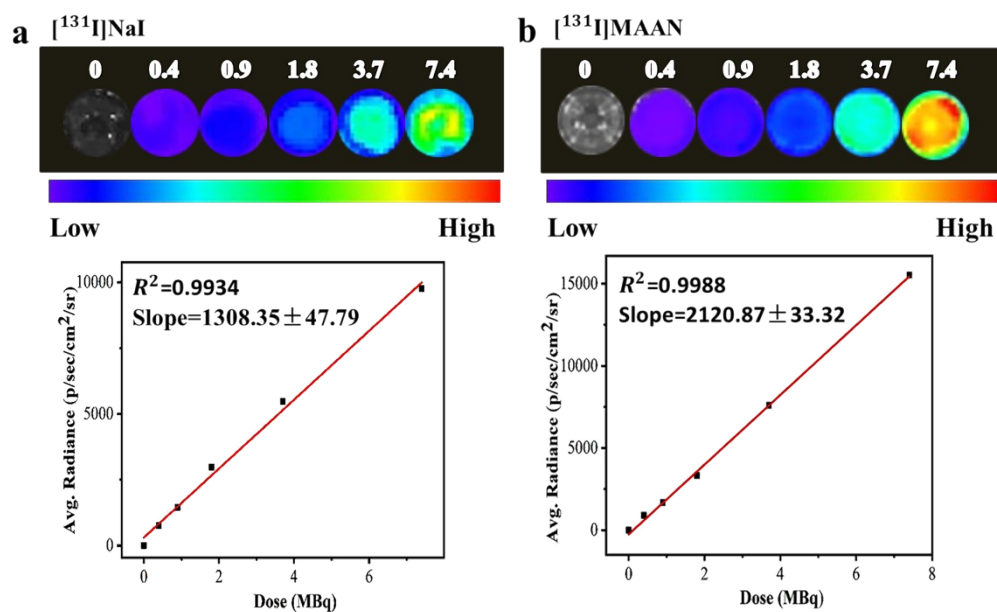 a [¹³¹I]NaI
0 0.4 0.9 1.8 3.7 7.4
Low High
R²=0.9934
Slope=1308.35±47.79
Avg. Radiance (p/sec/cm²/sr)
10000
5000
0
0 2 4 6
Dose (MBq)
b [¹³¹I]MAAN
0 0.4 0.9 1.8 3.7 7.4
Low High
R²=0.9988
Slope=2120.87±33.32
Avg. Radiance (p/sec/cm²/sr)
15000
10000
5000
0
0 2 4 6 8
Dose (MBq)